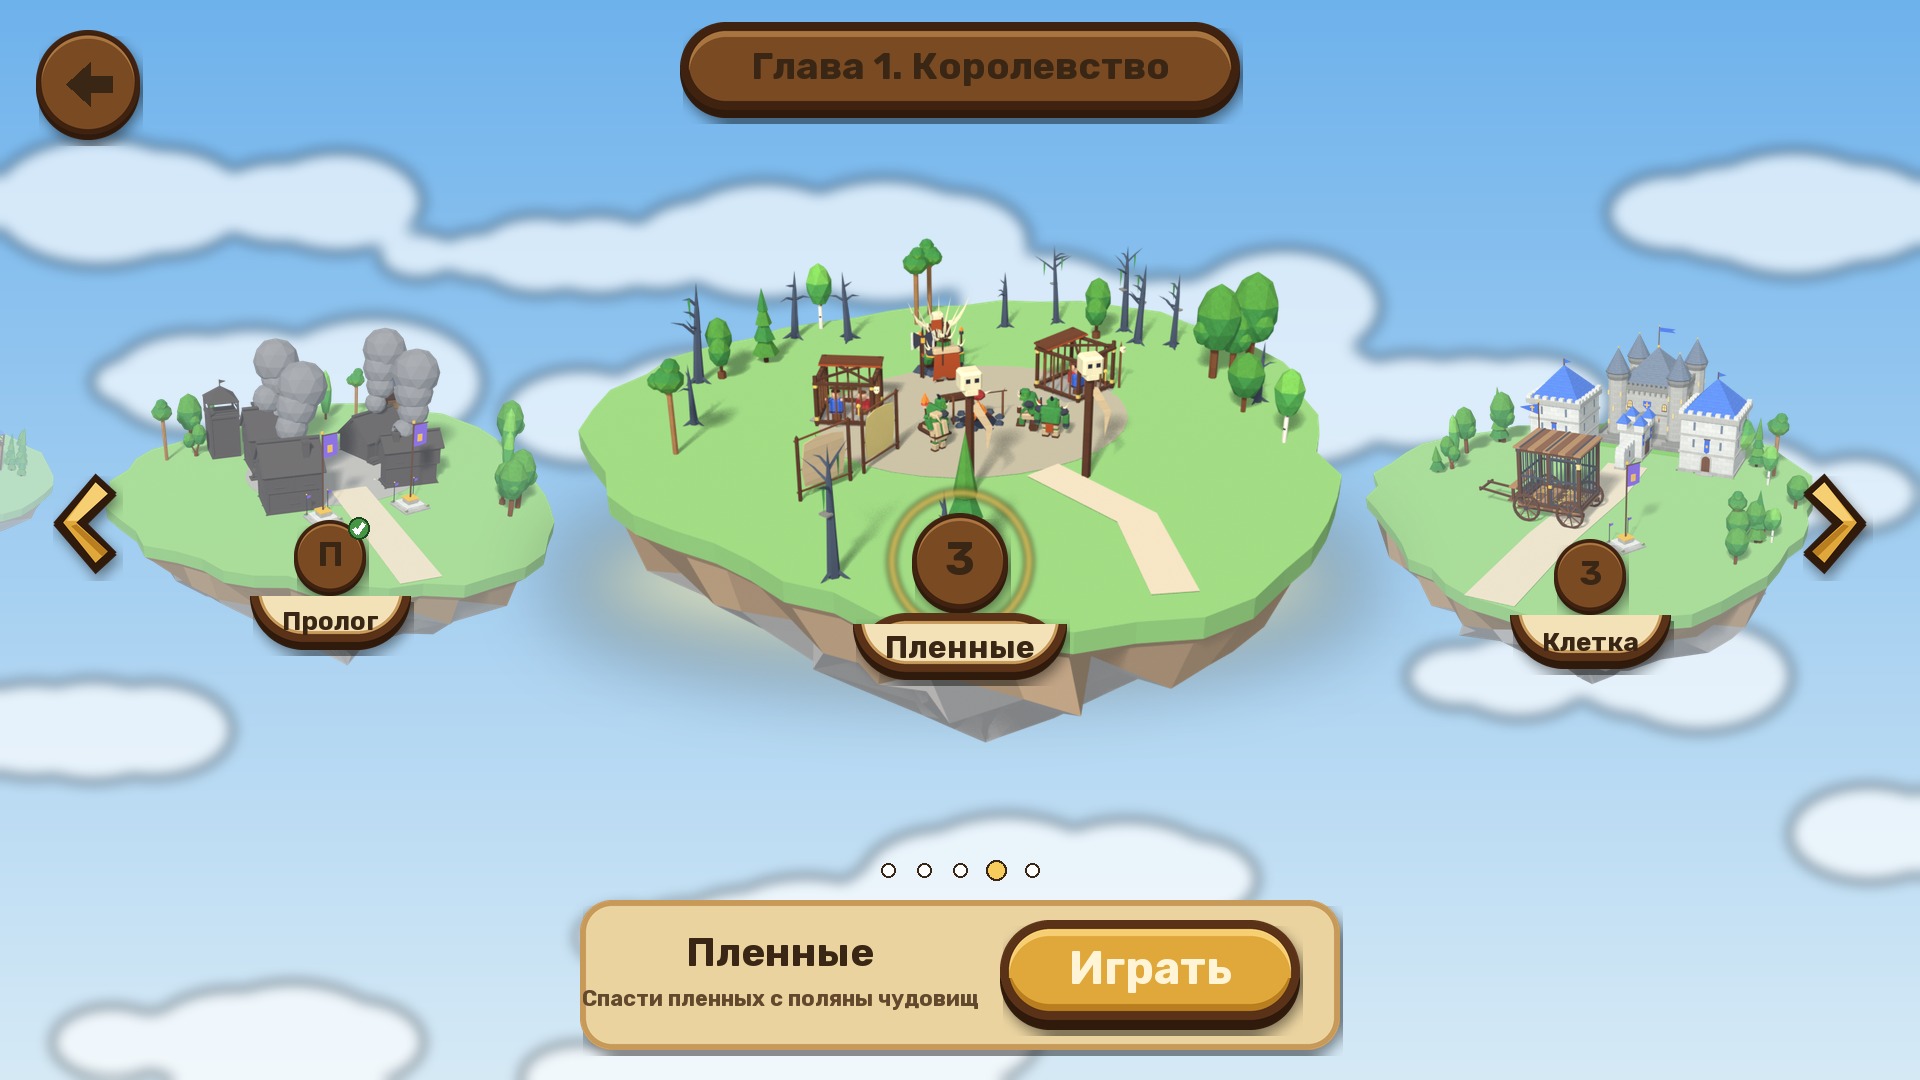 Глава 1. Королевство
П
Пролог
3
Пленные
3
Клетка
Пленные
Спасти пленных с поляны чудовищ
Играть